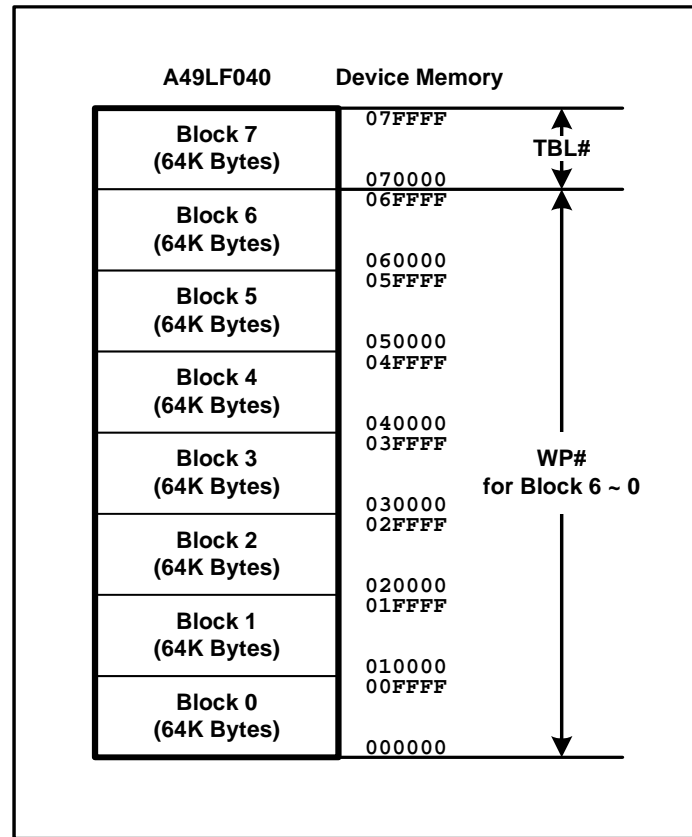 A49LF040 Device Memory
07FFFF
Block 7
(64K Bytes)
TBL#
070000
06FFFF
Block 6
(64K Bytes)
060000
05FFFF
Block 5
(64K Bytes)
050000
04FFFF
Block 4
(64K Bytes)
040000
03FFFF
Block 3
(64K Bytes)
WP#
for Block 6 ~ 0
030000
02FFFF
Block 2
(64K Bytes)
020000
01FFFF
Block 1
(64K Bytes)
010000
00FFFF
Block 0
(64K Bytes)
000000